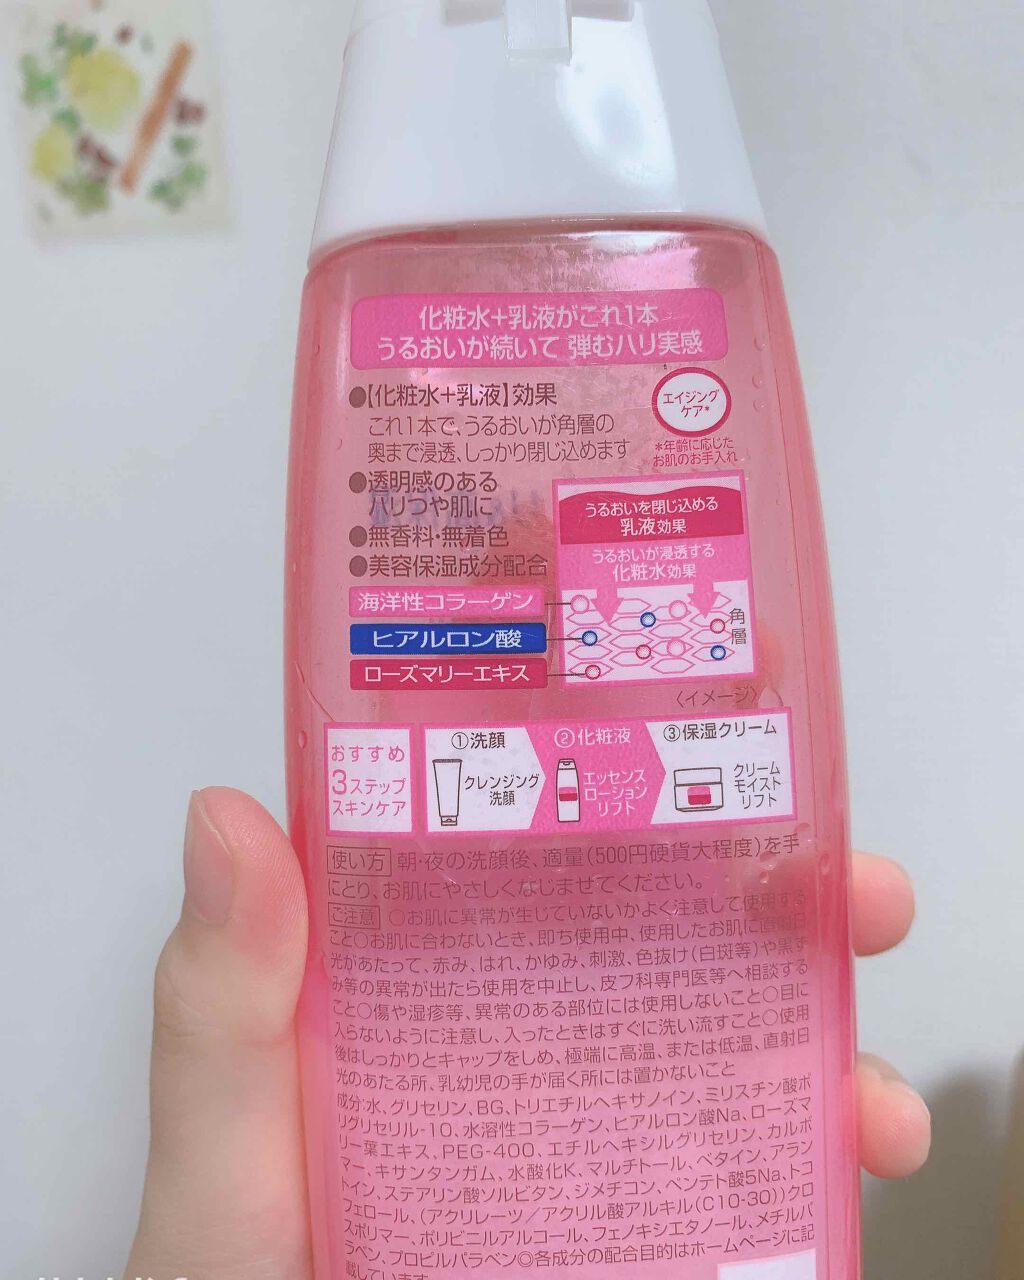 化粧水+乳液がこれ1本
うるおいが続いて 弾むハリ実感
●【化粧水+乳液】効果
これ1本で、うるおいが角層の
奥まで浸透、しっかり閉じ込めます
エイジング
ケア*
*年齢に応じた
お肌のお手入れ
●透明感のある
ハリつや肌に
●無香料・無着色
●美容保湿成分配合
海洋性コラーゲン
ヒアルロン酸
ローズマリーエキス
うるおいを閉じ込める
乳液効果
うるおいが浸透する
化粧水効果
角層
〈イメージ〉
おすすめ
3ステップ
スキンケア
①洗顔
クレンジング
洗顔
②化粧液
エッセンス
ローション
リフト
③保湿クリーム
クリーム
モイスト
リフト
使い方 朝・夜の洗顔後、適量(500円硬貨大程度)を手
にとり、お肌にやさしくなじませてください。
ご注意 ○お肌に異常が生じていないかよく注意して使用する
こと○お肌に合わないとき、即ち使用中、使用したお肌に直射日
光があたって、赤み、はれ、かゆみ、刺激、色抜け(白斑等)や黒ず
み等の異常が出たら使用を中止し、皮フ科専門医等へ相談する
こと○傷や湿疹等、異常のある部位には使用しないこと○目に
入らないように注意し、入ったときはすぐに洗い流すこと○使用
後はしっかりとキャップをしめ、極端に高温、または低温、直射日
光のあたる所、乳幼児の手が届く所には置かないこと
成分:水、グリセリン、BG、トリエチルヘキサノイン、ミリスチン酸ポ
リグリセリル-10、水溶性コラーゲン、ヒアルロン酸Na、ローズマ
リー葉エキス、PEG-400、エチルヘキシルグリセリン、カルボ
マー、キサンタンガム、水酸化K、マルチトール、ベタイン、アラン
トイン、ステアリン酸ソルビタン、ジメチコン、ペンテト酸5Na、トコ
フェロール、(アクリレーツ/アクリル酸アルキル(C10-30))クロ
スポリマー、ポリビニルアルコール、フェノキシエタノール、メチルパ
ラベン、プロピルパラベン◎各成分の配合目的はホームページに記
載しています